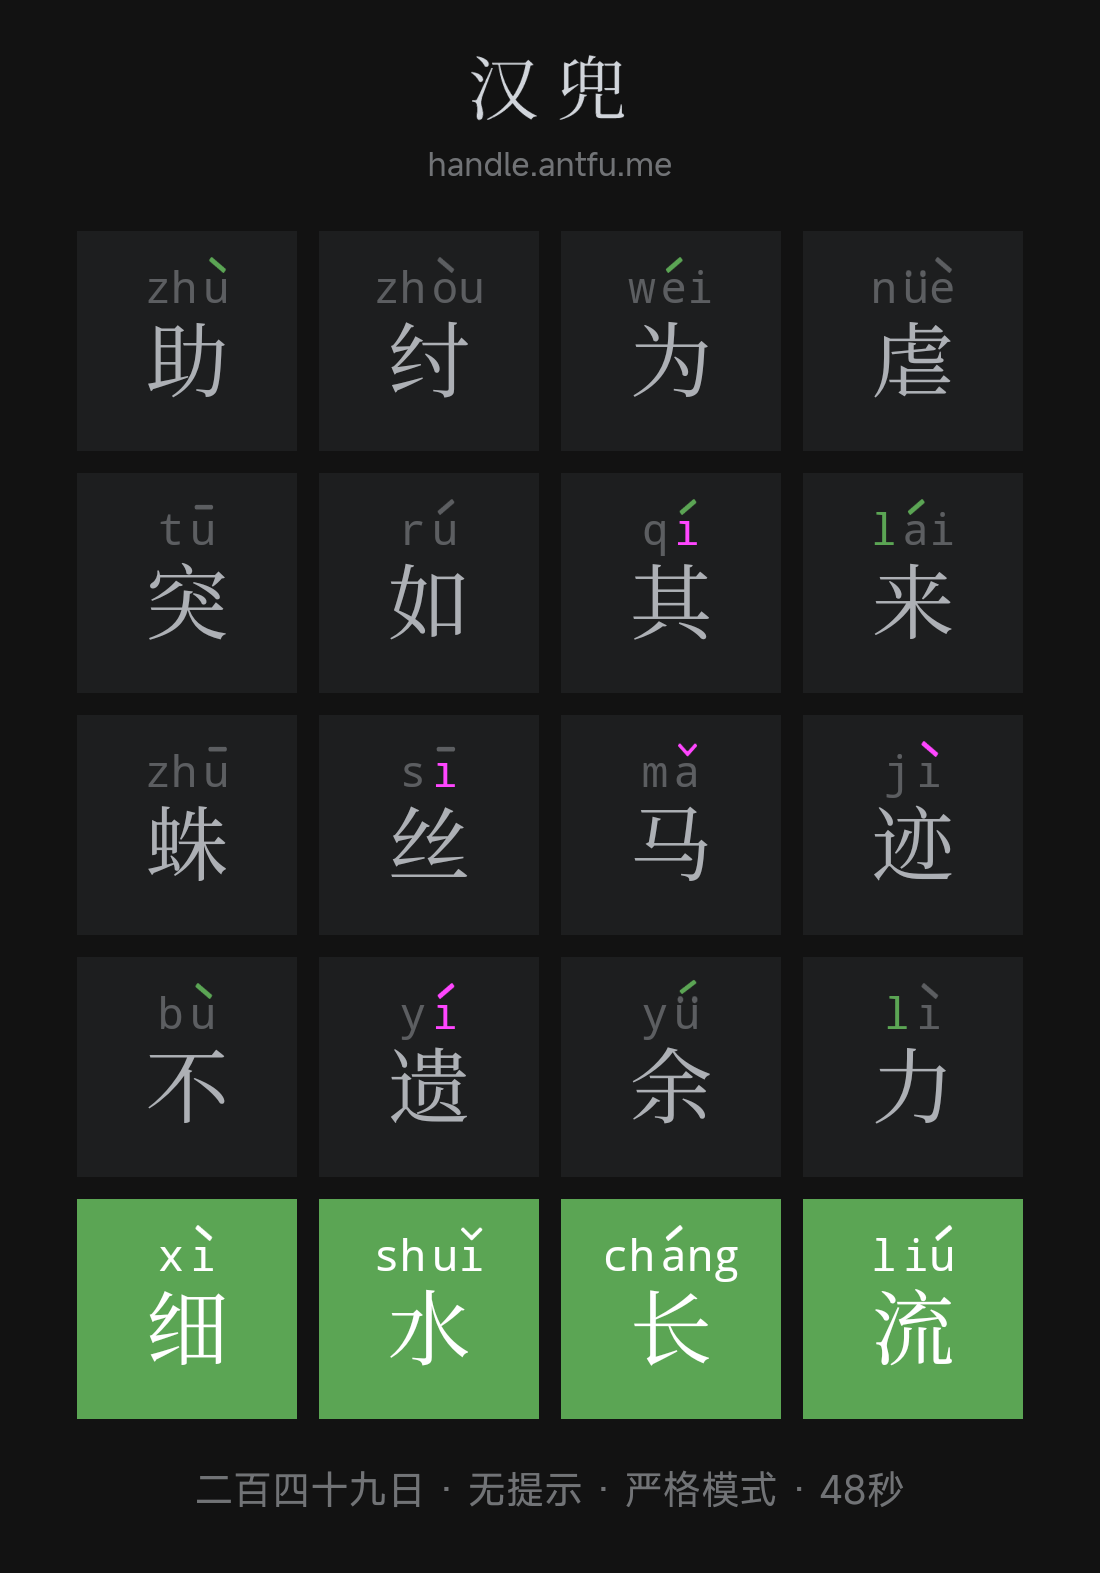 汉兜
handle.antfu.me
zhù zhòu wéi nüè
助 纣 为 虐
tū rú qí lái
突 如 其 来
zhū sī mǎ jì
蛛 丝 马 迹
bù yí yǘ lì
不 遗 余 力
xì shuǐ cháng liú
细 水 长 流
二百四十九日 · 无提示 · 严格模式 · 48秒